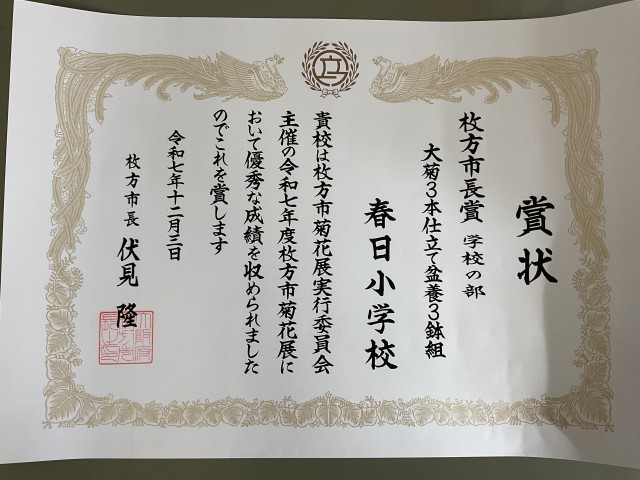 賞状
枚方市長賞 学校の部
大菊3本仕立て盆養3鉢組
春日小学校
貴校は枚方市菊花展実行委員会
主催の令和七年度枚方市菊花展に
おいて優秀な成績を収められました
のでこれを賞します
令和七年十二月三日
枚方市長 伏見 隆